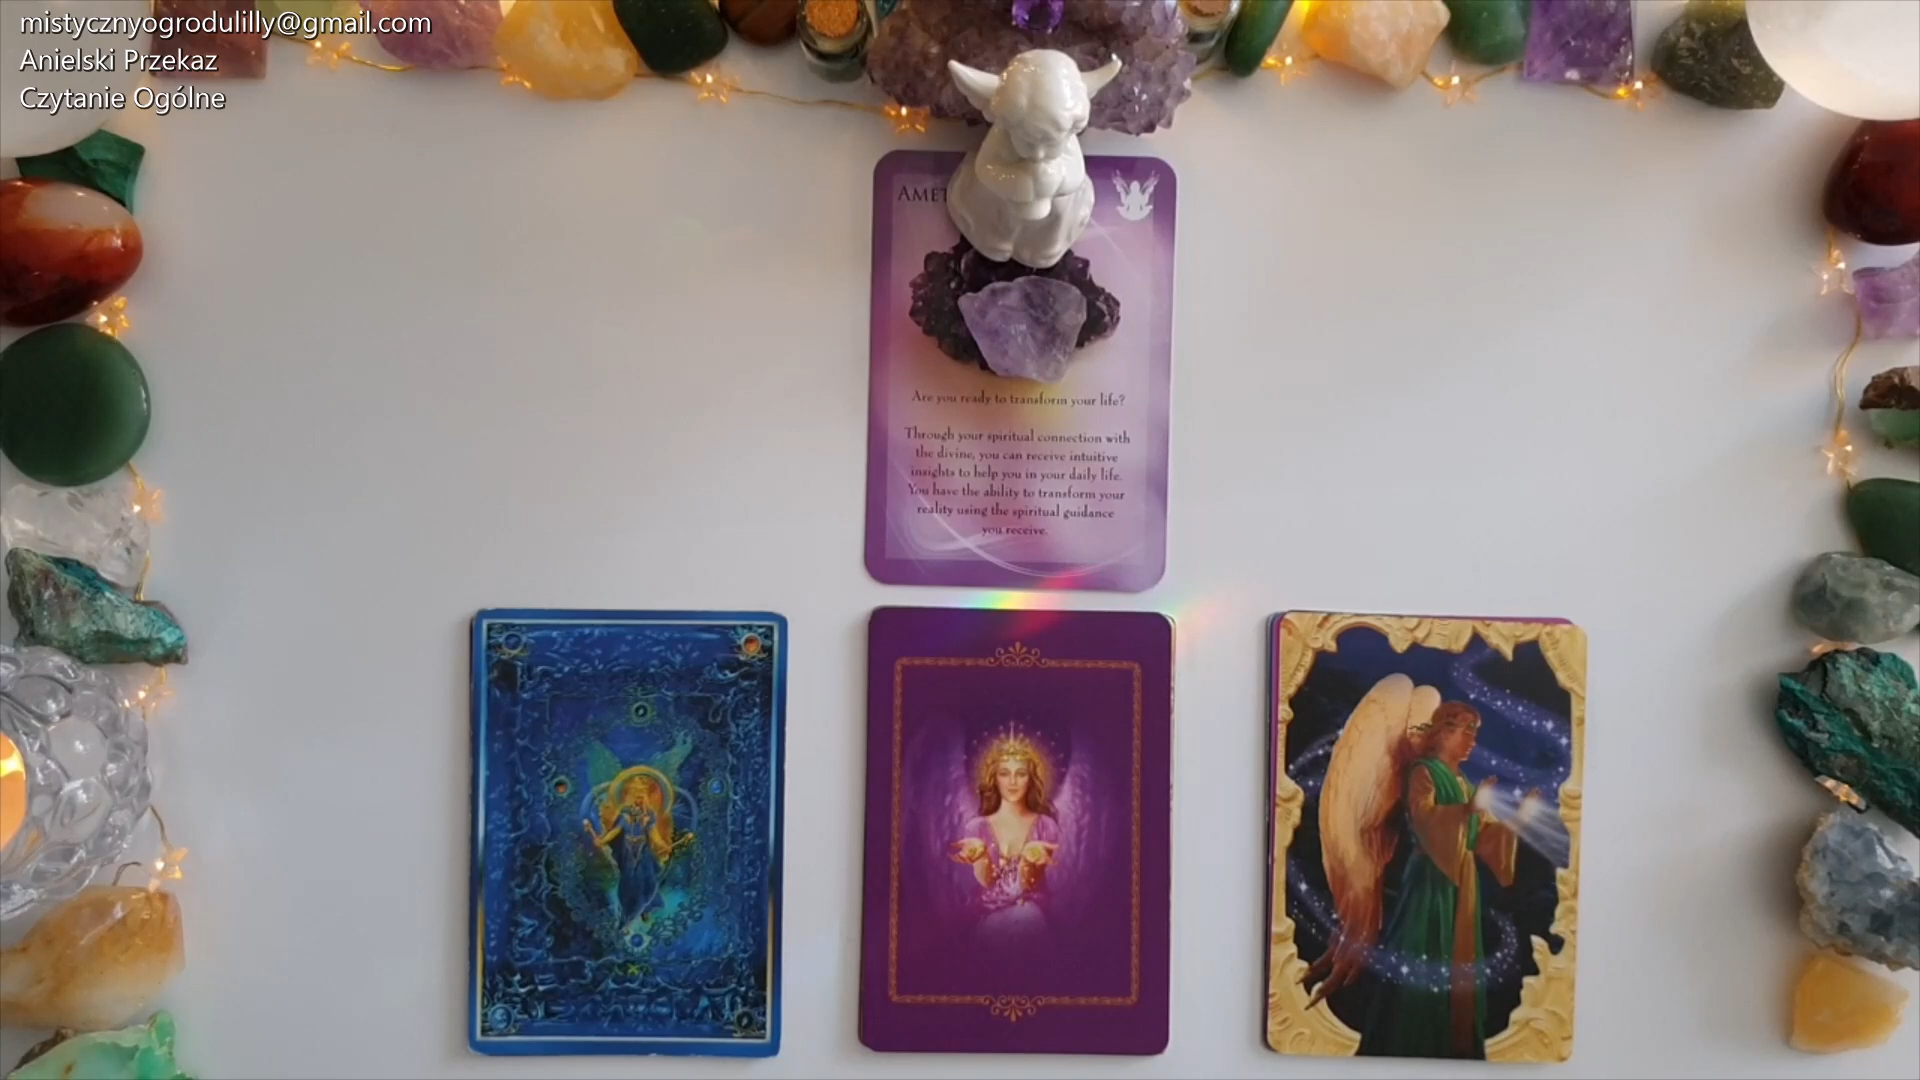 mistycznyogrodulilly@gmail.com
Anielski Przekaz
Czytanie Ogólne
Are you ready to transform your life?
Through your spiritual connection with
the divine, you can receive intuitive
insights to help you in your daily life.
You have the ability to transform your
reality using the spiritual guidance
you receive.